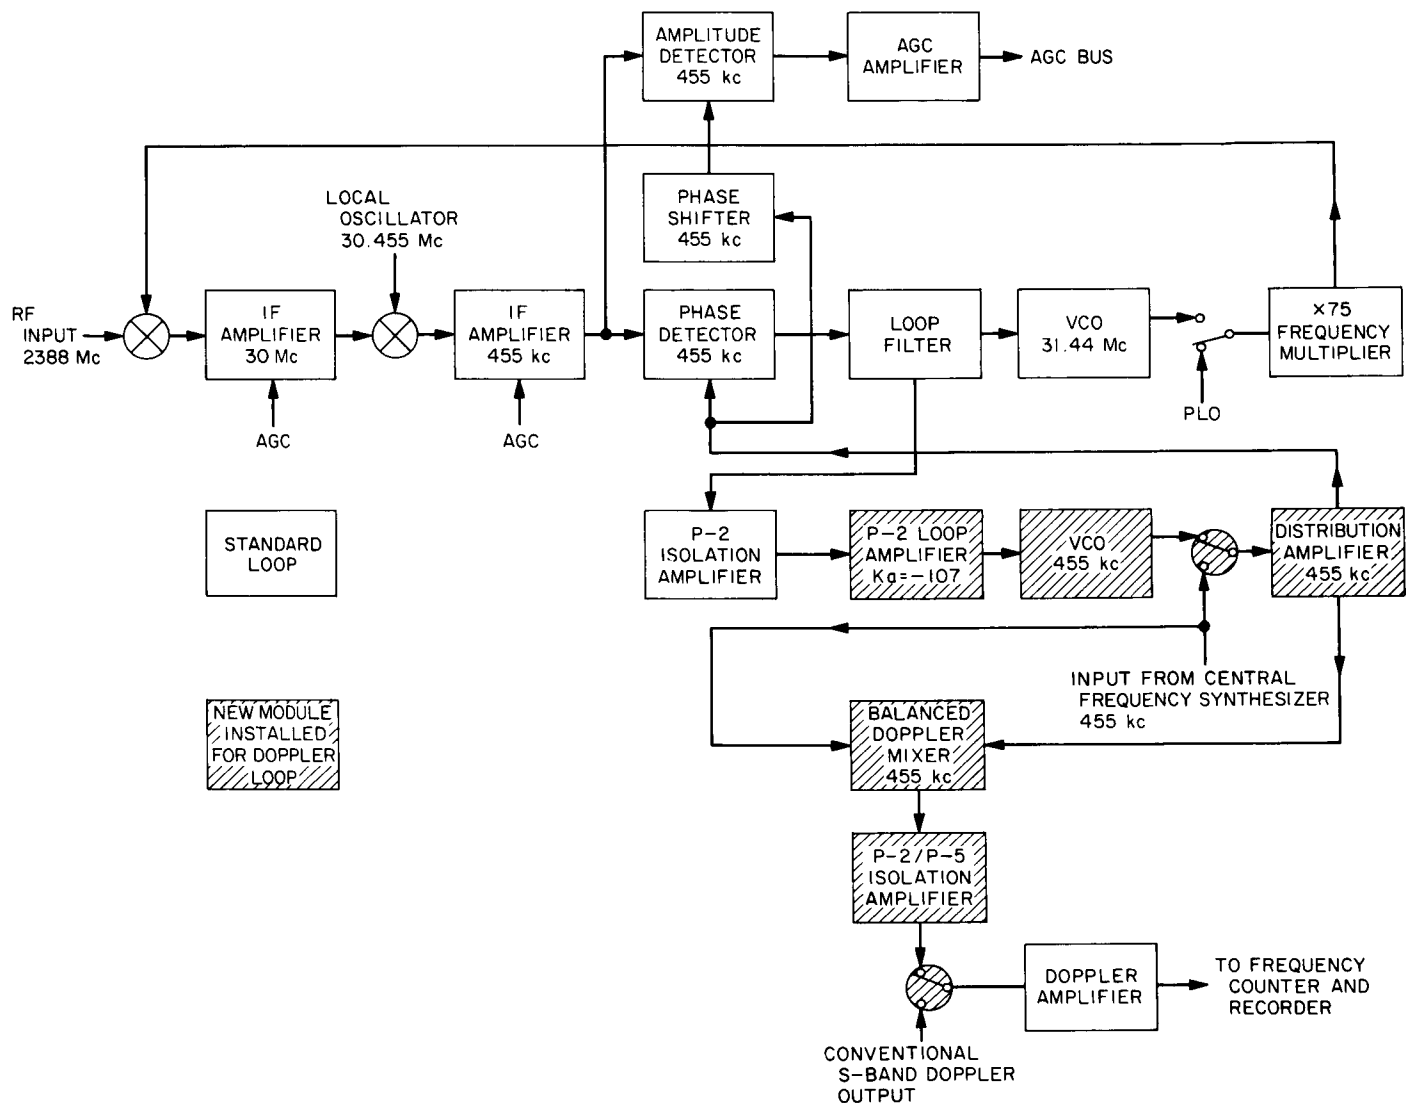 AMPLITUDE
DETECTOR
455 kc
AGC
AMPLIFIER
AGC BUS
LOCAL
OSCILLATOR
30.455 Mc
PHASE
SHIFTER
455 kc
RF
INPUT
2388 Mc
IF
AMPLIFIER
30 Mc
IF
AMPLIFIER
455 kc
PHASE
DETECTOR
455 kc
LOOP
FILTER
VCO
31.44 Mc
×75
FREQUENCY
MULTIPLIER
AGC
AGC
PLO
STANDARD
LOOP
P-2
ISOLATION
AMPLIFIER
P-2 LOOP
AMPLIFIER
Ka=-107
VCO
455 kc
DISTRIBUTION
AMPLIFIER
455 kc
INPUT FROM CENTRAL
FREQUENCY SYNTHESIZER
455 kc
NEW MODULE
INSTALLED
FOR DOPPLER
LOOP
BALANCED
DOPPLER
MIXER
455 kc
P-2/P-5
ISOLATION
AMPLIFIER
DOPPLER
AMPLIFIER
TO FREQUENCY
COUNTER AND
RECORDER
CONVENTIONAL
S-BAND DOPPLER
OUTPUT